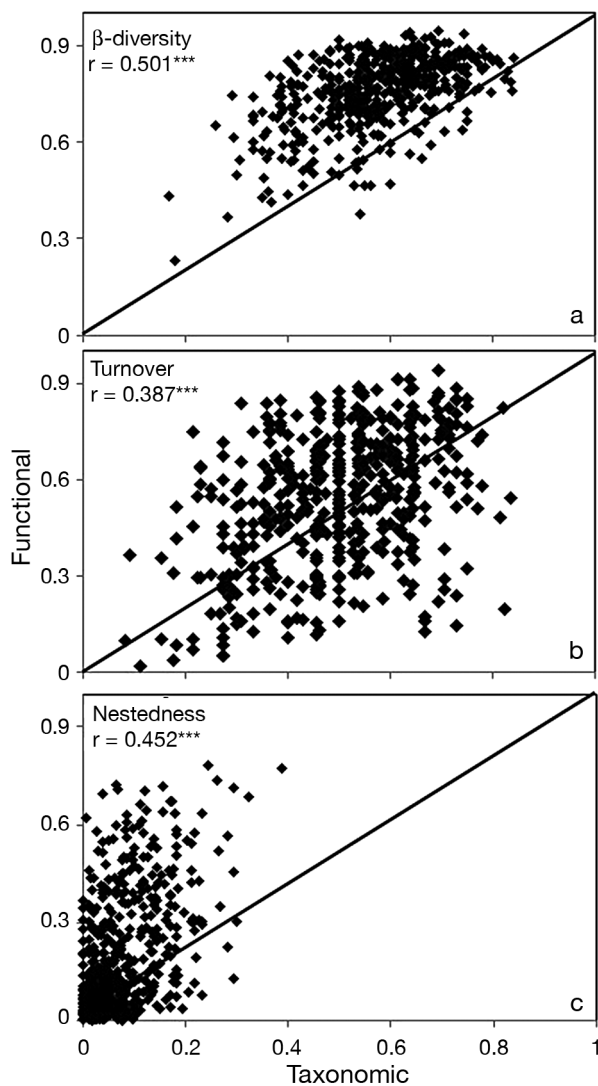 β-diversity
r = 0.501***
0.9
0.6
0.3
0
a
Turnover
r = 0.387***
0.9
0.6
0.3
0
b
Functional
Nestedness
r = 0.452***
0.9
0.6
0.3
0
c
0 0.2 0.4 0.6 0.8 1
Taxonomic